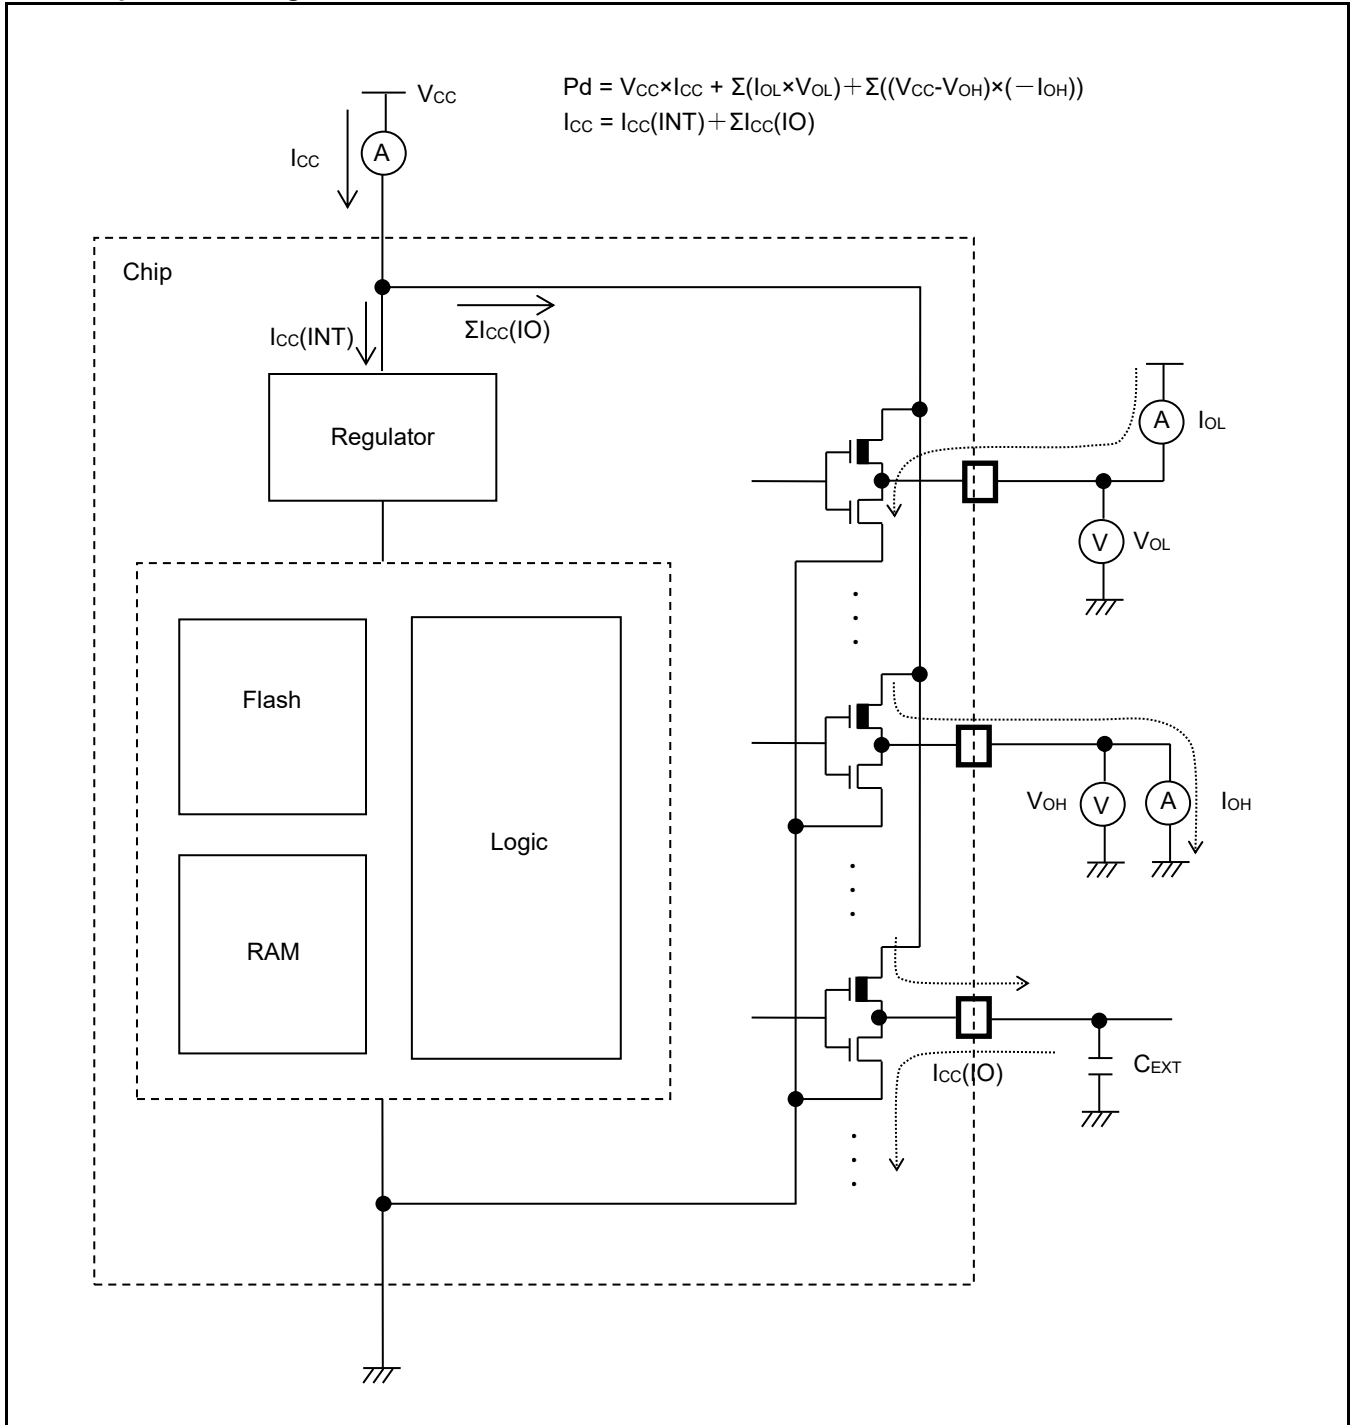 Vcc
Pd = Vcc×Icc + Σ(IOL×VOL)+Σ((Vcc-VOH)×(-IOH))
Icc = Icc(INT)+ΣIcc(IO)
A
Icc
Chip
Icc(INT)
ΣIcc(IO)
Regulator
A
IOL
V
VOL
Flash
Logic
VOH
V
A
IOH
RAM
Icc(IO)
CEXT